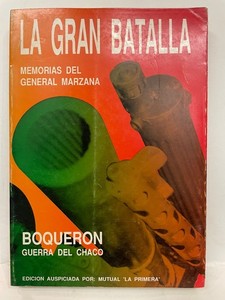 LA GRAN BATALLA
MEMORIAS DEL
GENERAL MARZANA
BOQUERON
GUERRA DEL CHACO
EDICION AUSPICIADA POR: MUTUAL 'LA PRIMERA'